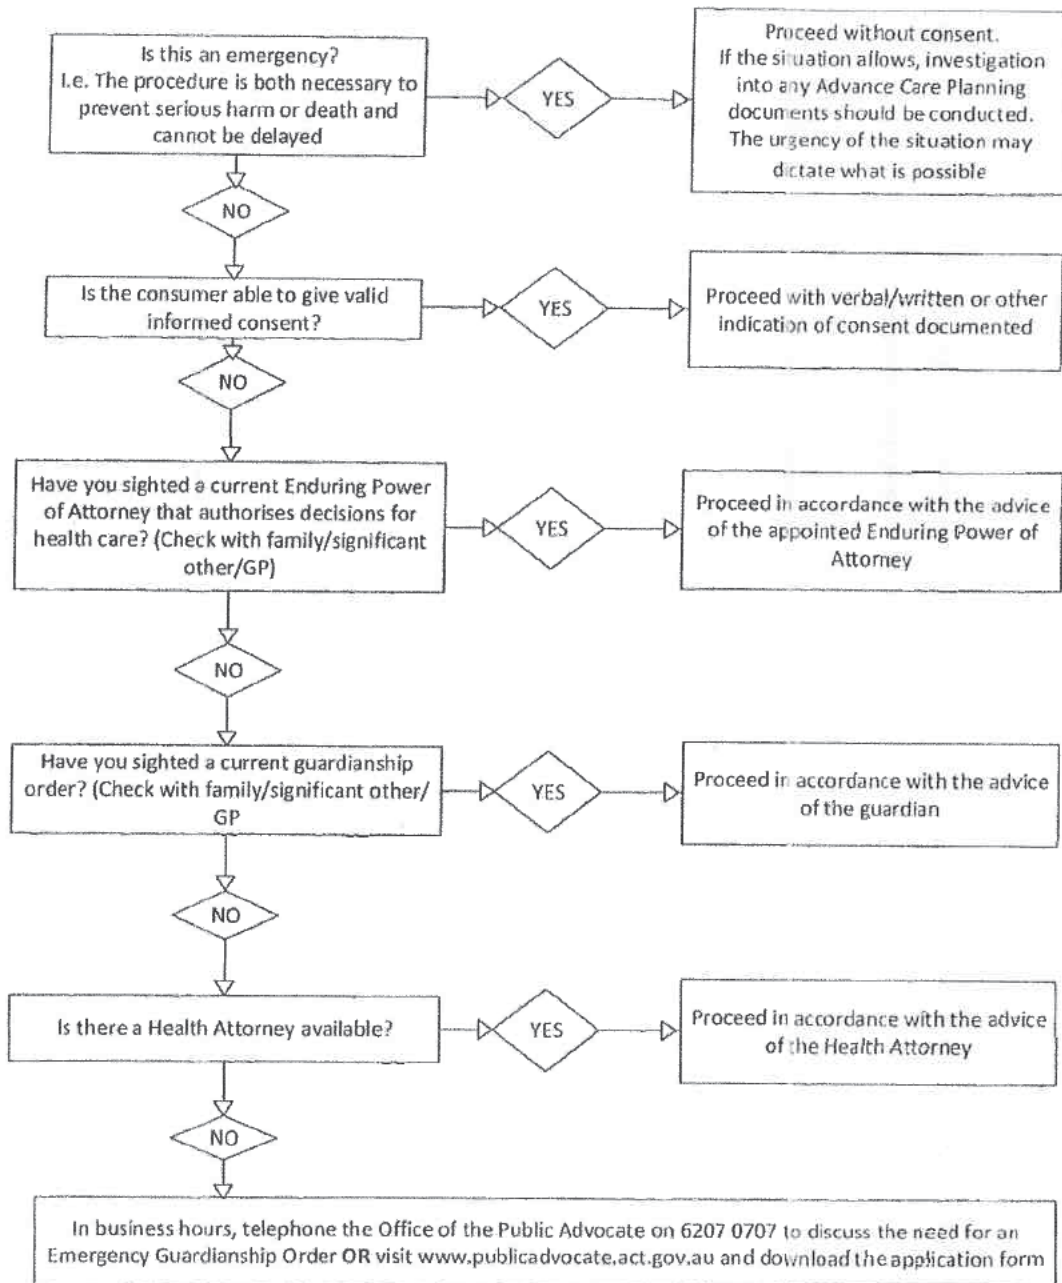 Is this an emergency?
I.e. The procedure is both necessary to
prevent serious harm or death and
cannot be delayed
YES
Proceed without consent.
If the situation allows, investigation
into any Advance Care Planning
documents should be conducted.
The urgency of the situation may
dictate what is possible
NO
Is the consumer able to give valid
informed consent?
YES
Proceed with verbal/written or other
indication of consent documented
NO
Have you sighted a current Enduring Power
of Attorney that authorises decisions for
health care? (Check with family/significant
other/GP)
YES
Proceed in accordance with the advice
of the appointed Enduring Power of
Attorney
NO
Have you sighted a current guardianship
order? (Check with family/significant other/
GP
YES
Proceed in accordance with the advice
of the guardian
NO
Is there a Health Attorney available?
YES
Proceed in accordance with the advice
of the Health Attorney
NO
In business hours, telephone the Office of the Public Advocate on 6207 0707 to discuss the need for an
Emergency Guardianship Order OR visit www.publicadvocate.act.gov.au and download the application form